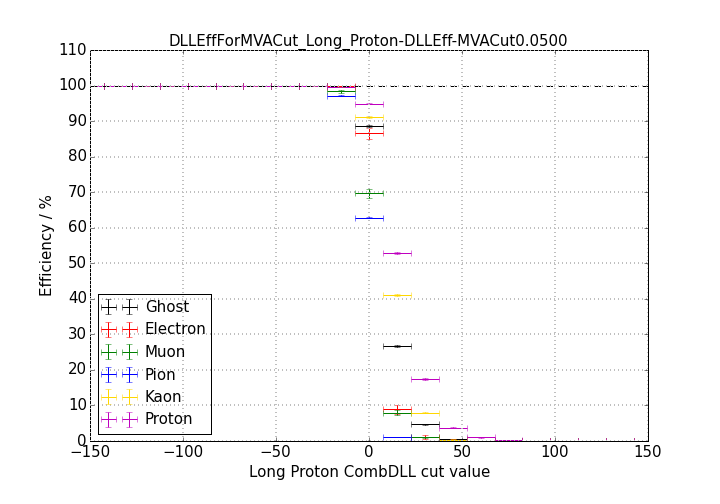 DLLEffForMVACut_Long_Proton-DLLEff-MVACut0.0500
110
100
90
80
70
60
50
40
30
20
10
0
Efficiency / %
Ghost
Electron
Muon
Pion
Kaon
Proton
−150 −100 −50 0 50 100 150
Long Proton CombDLL cut value